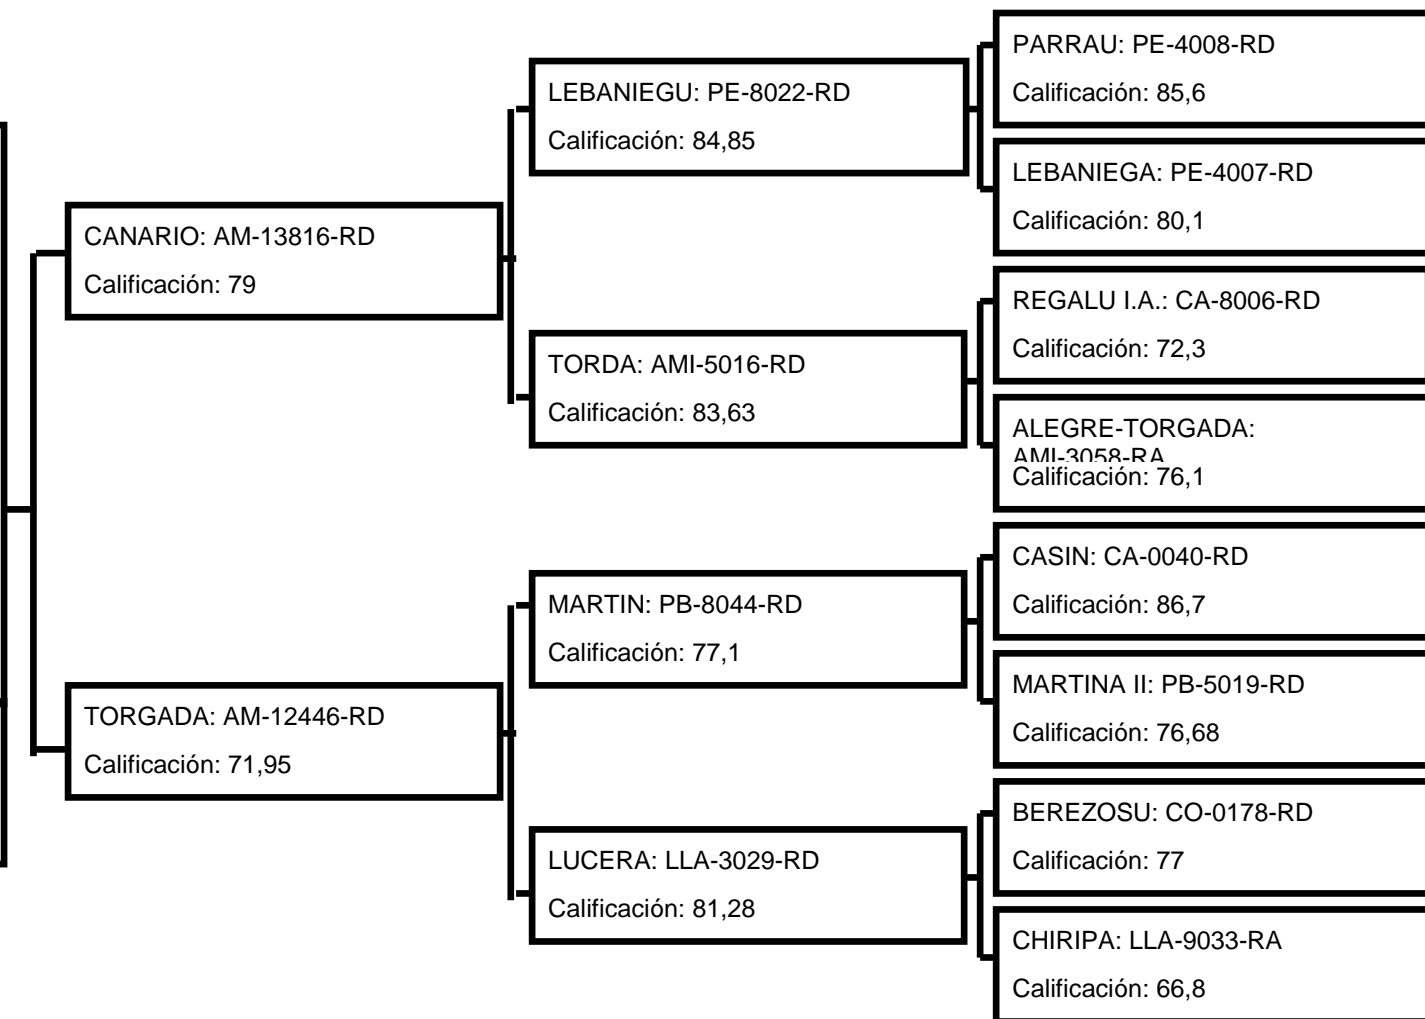 CANARIO: AM-13816-RD
Calificación: 79
TORGADA: AM-12446-RD
Calificación: 71,95
LEBANIEGU: PE-8022-RD
Calificación: 84,85
TORDA: AMI-5016-RD
Calificación: 83,63
MARTIN: PB-8044-RD
Calificación: 77,1
LUCERA: LLA-3029-RD
Calificación: 81,28
PARRAU: PE-4008-RD
Calificación: 85,6
LEBANIEGA: PE-4007-RD
Calificación: 80,1
REGALU I.A.: CA-8006-RD
Calificación: 72,3
ALEGRE-TORGADA:
AMI-3058-RA
Calificación: 76,1
CASIN: CA-0040-RD
Calificación: 86,7
MARTINA II: PB-5019-RD
Calificación: 76,68
BEREZOSU: CO-0178-RD
Calificación: 77
CHIRIPA: LLA-9033-RA
Calificación: 66,8